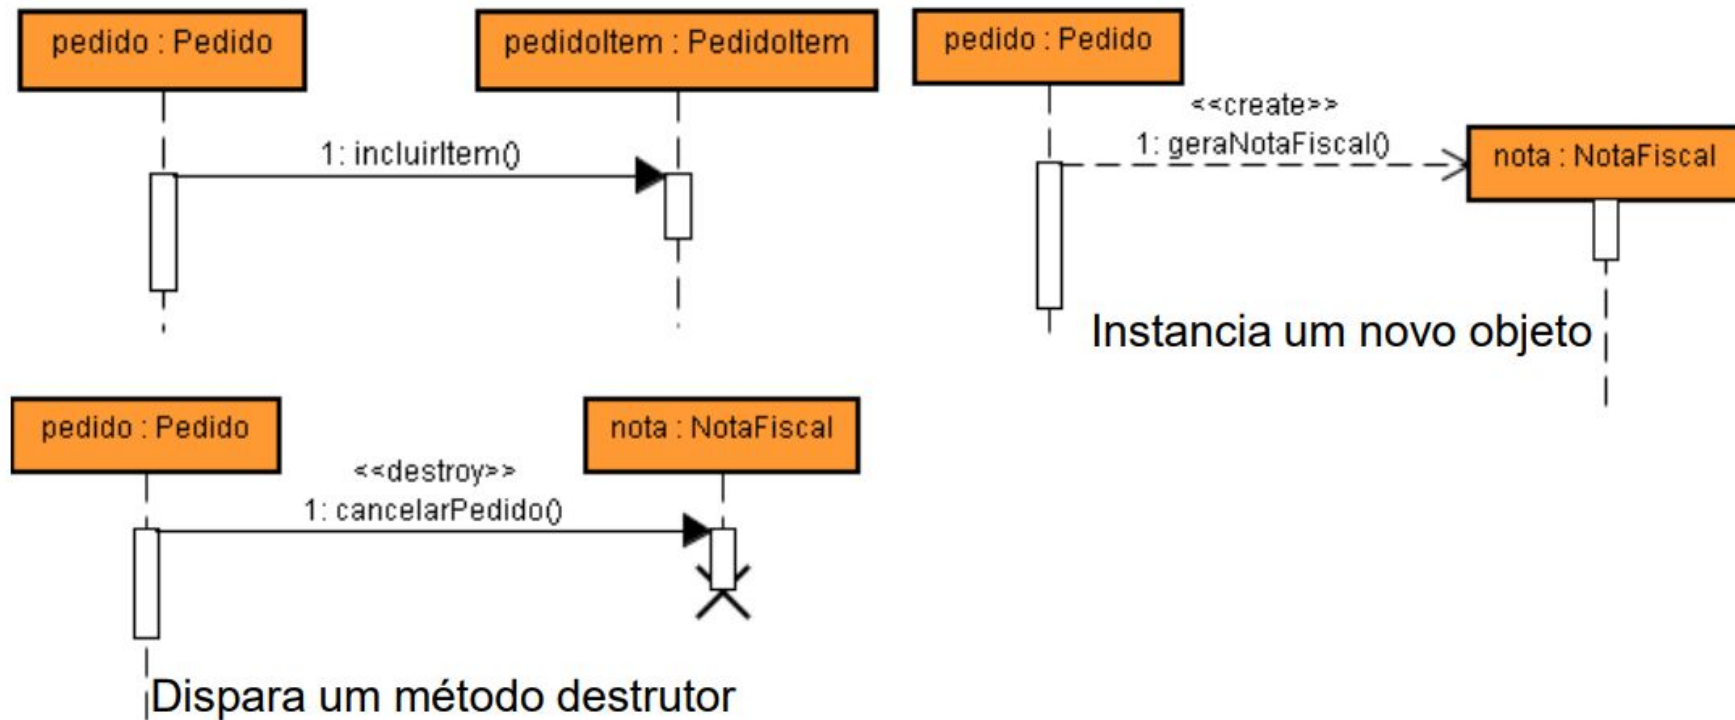 pedido : Pedido
pedidoItem : PedidoItem
1: incluirItem()
pedido : Pedido
<<create>>
1: geraNotaFiscal()
nota : NotaFiscal
Instancia um novo objeto
pedido : Pedido
nota : NotaFiscal
<<destroy>>
1: cancelarPedido()
Dispara um método destrutor